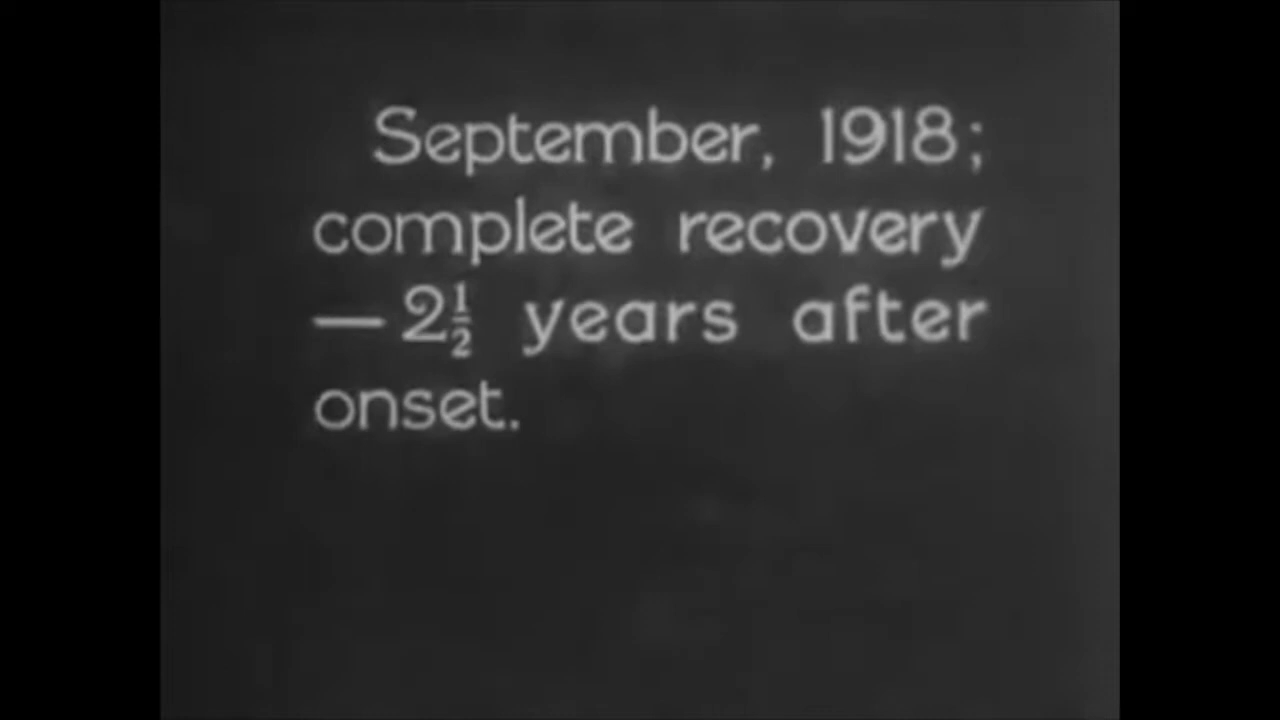 September, 1918;
complete recovery
— 2½ years after
onset.